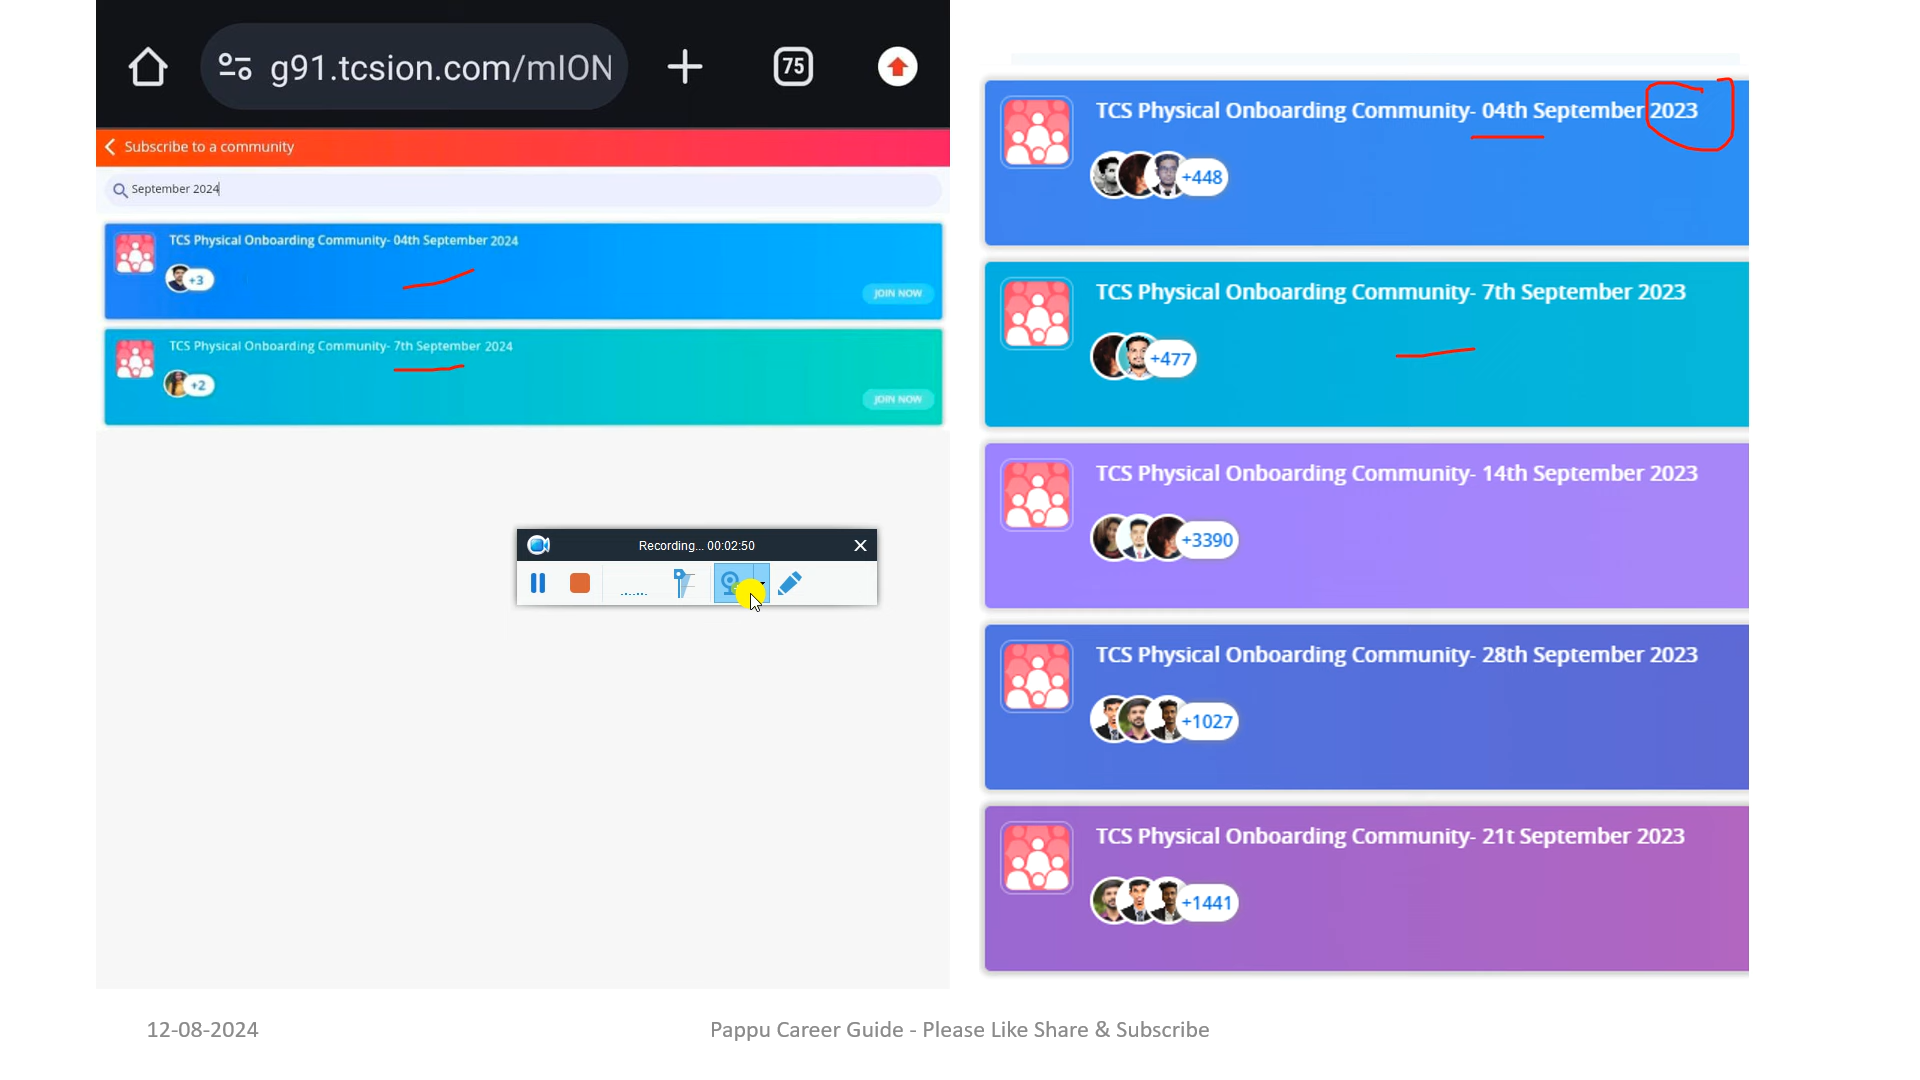 g91.tcsion.com/mION
75
Subscribe to a community
September 2024
TCS Physical Onboarding Community- 04th September 2024
+3
JOIN NOW
TCS Physical Onboarding Community- 7th September 2024
+2
JOIN NOW
Recording... 00:02:50
TCS Physical Onboarding Community- 04th September 2023
+448
TCS Physical Onboarding Community- 7th September 2023
+477
TCS Physical Onboarding Community- 14th September 2023
+3390
TCS Physical Onboarding Community- 28th September 2023
+1027
TCS Physical Onboarding Community- 21t September 2023
+1441
12-08-2024
Pappu Career Guide - Please Like Share & Subscribe